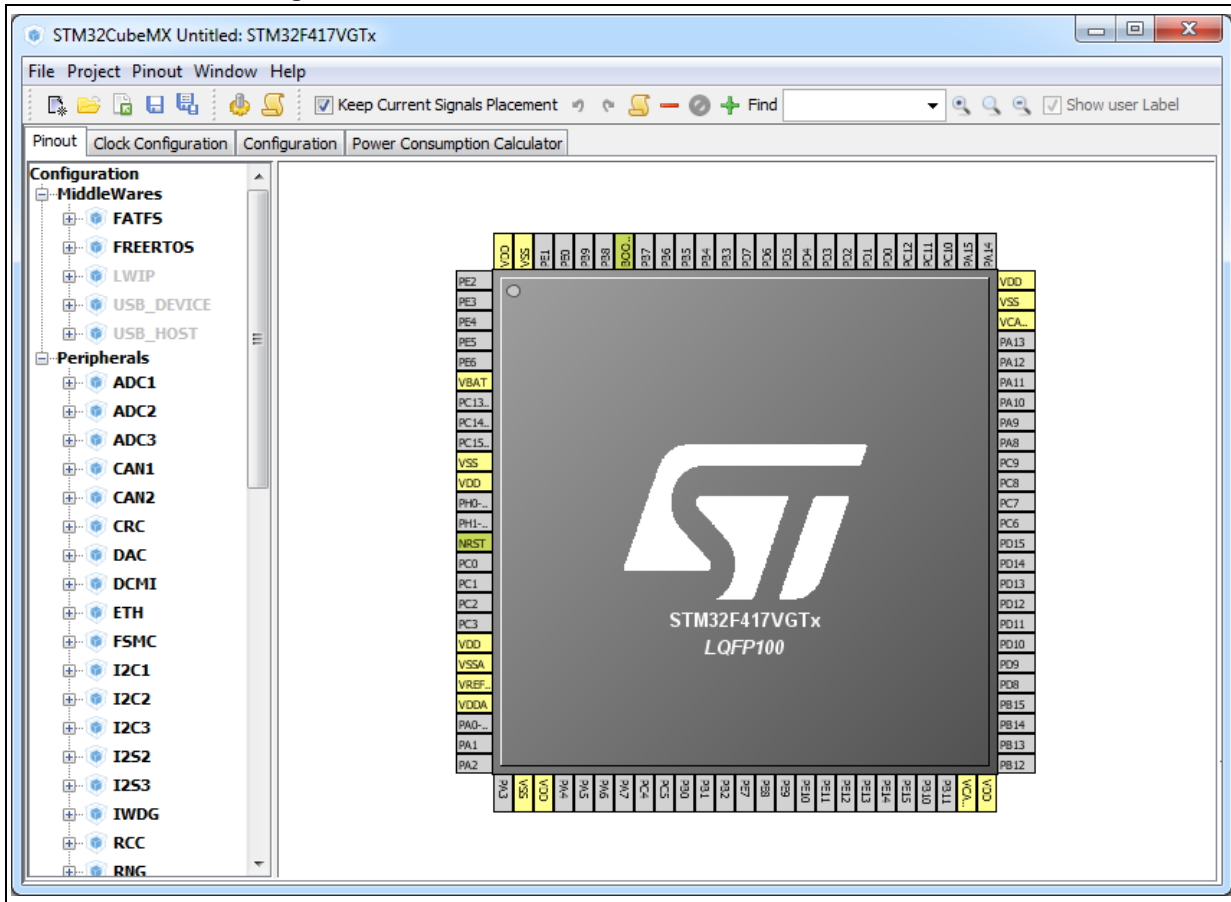 STM32CubeMX Untitled: STM32F417VGTx
File Project Pinout Window Help
Keep Current Signals Placement Find Show user Label
Pinout Clock Configuration Configuration Power Consumption Calculator
Configuration
MiddleWares
FATFS
FREERTOS
LWIP
USB_DEVICE
USB_HOST
Peripherals
ADC1
ADC2
ADC3
CAN1
CAN2
CRC
DAC
DCMI
ETH
FSMC
I2C1
I2C2
I2C3
I2S2
I2S3
IWDG
RCC
RNG
VDD VSS PE1 PE0 PB9 PB8 BOO... PB7 PB6 PB5 PB4 PB3 PD7 PD6 PD5 PD4 PD3 PD2 PD1 PD0 PC12 PC11 PC10 PA15 PA14
PE2
PE3
PE4
PE5
PE6
VBAT
PC13..
PC14..
PC15..
VSS
VDD
PH0-..
PH1-..
NRST
PC0
PC1
PC2
PC3
VDD
VSSA
VREF..
VDDA
PA0-..
PA1
PA2
ST
STM32F417VGTx
LQFP100
VDD
VSS
VCA..
PA13
PA12
PA11
PA10
PA9
PA8
PC9
PC8
PC7
PC6
PD15
PD14
PD13
PD12
PD11
PD10
PD9
PD8
PB15
PB14
PB13
PB12
PA3 VSS VDD PA4 PA5 PA6 PA7 PC4 PC5 PB0 PB1 PB2 PE7 PE8 PE9 PE10 PE11 PE12 PE13 PE14 PE15 PB10 PB11 VCA.. VDD